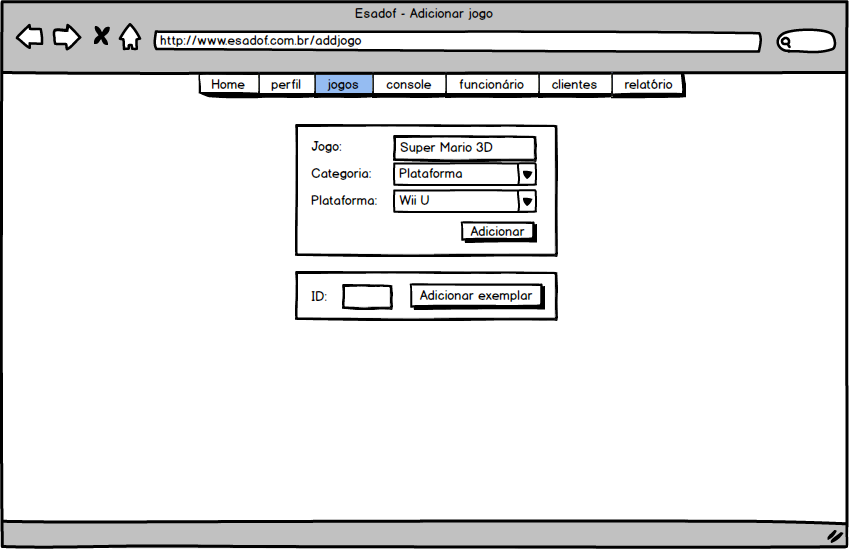 Esadof - Adicionar jogo
http://www.esadof.com.br/addjogo
Home perfil jogos console funcionário clientes relatório
Jogo: Super Mario 3D
Categoria: Plataforma
Plataforma: Wii U
Adicionar
ID: Adicionar exemplar